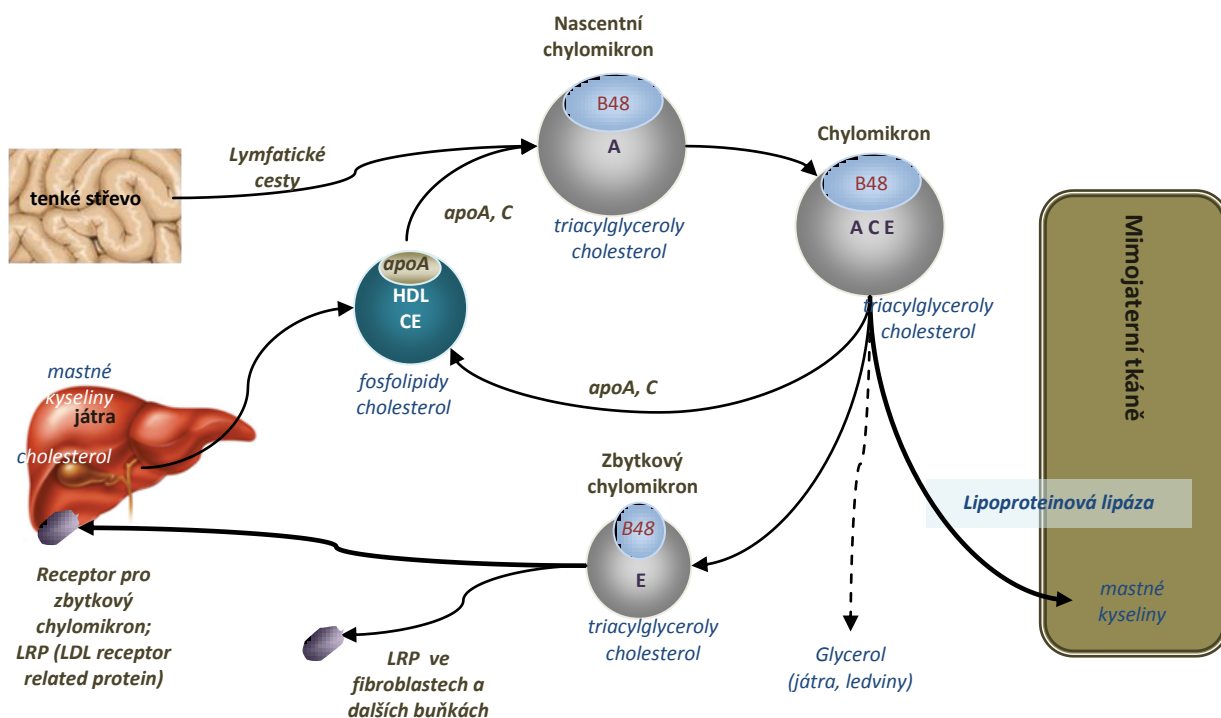 Nascentní
chylomikron
B48
A
triacylglyceroly
cholesterol
Lymfatické
cesty
tenké střevo
apoA, C
Chylomikron
B48
A C E
triacylglyceroly
cholesterol
apoA
HDL
CE
fosfolipidy
cholesterol
apoA, C
mastné
kyseliny
játra
cholesterol
Zbytkový
chylomikron
B48
E
triacylglyceroly
cholesterol
Mimojaterní tkáně
Lipoproteinová lipáza
mastné
kyseliny
Receptor pro
zbytkový
chylomikron;
LRP (LDL receptor
related protein)
LRP ve
fibroblastech a
dalších buňkách
Glycerol
(játra, ledviny)